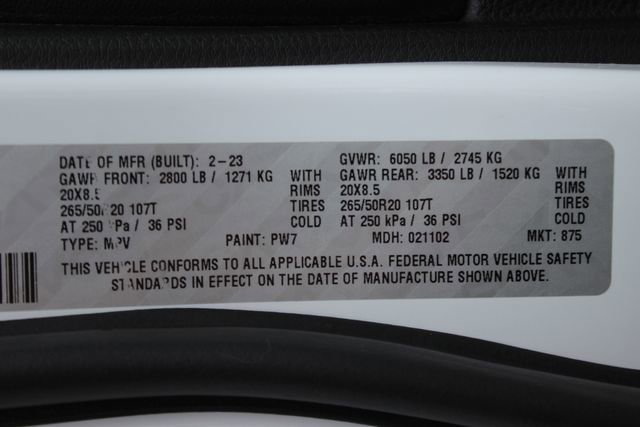 DATE OF MFR (BUILT): 2-23 GVWR: 6050 LB / 2745 KG
GAWR FRONT: 2800 LB / 1271 KG WITH GAWR REAR: 3350 LB / 1520 KG WITH
20X8.5 RIMS 20X8.5 RIMS
265/50R20 107T TIRES 265/50R20 107T TIRES
AT 250 kPa / 36 PSI COLD AT 250 kPa / 36 PSI COLD
TYPE: MPV PAINT: PW7 MDH: 021102 MKT: 875
THIS VEHICLE CONFORMS TO ALL APPLICABLE U.S.A. FEDERAL MOTOR VEHICLE SAFETY
STANDARDS IN EFFECT ON THE DATE OF MANUFACTURE SHOWN ABOVE.